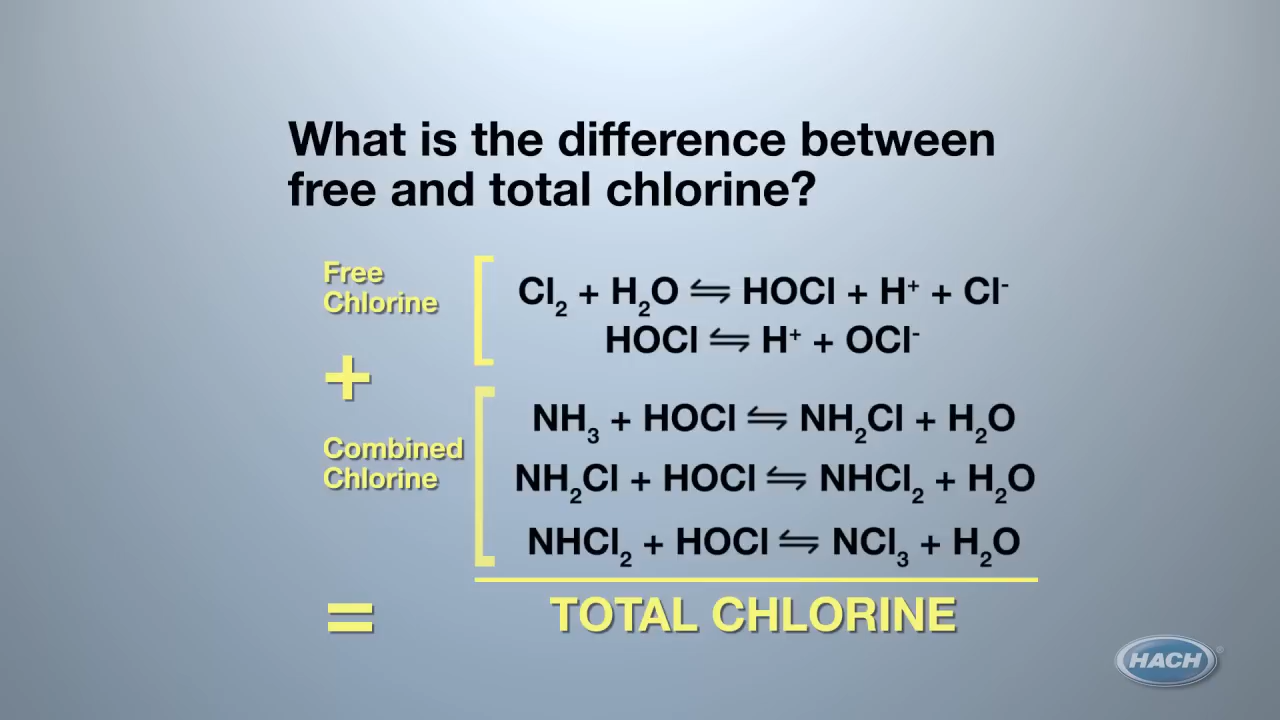 What is the difference between
free and total chlorine?
Free
Chlorine
Cl₂ + H₂O ⇋ HOCl + H⁺ + Cl⁻
HOCl ⇋ H⁺ + OCl⁻
+
Combined
Chlorine
NH₃ + HOCl ⇋ NH₂Cl + H₂O
NH₂Cl + HOCl ⇋ NHCl₂ + H₂O
NHCl₂ + HOCl ⇋ NCl₃ + H₂O
= TOTAL CHLORINE
HACH®